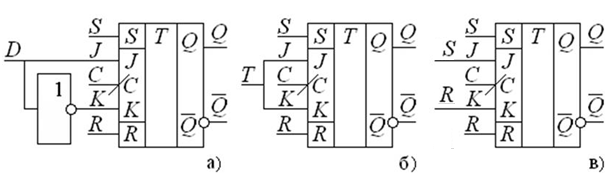 S S T Q Q
D J J
1 C C
K K Q̅ Q̅
R R
а)
S S T Q Q
J J
T C C
K K Q̅ Q̅
R R
б)
S T Q Q
S J J
C C
R K K Q̅ Q̅
R R
в)